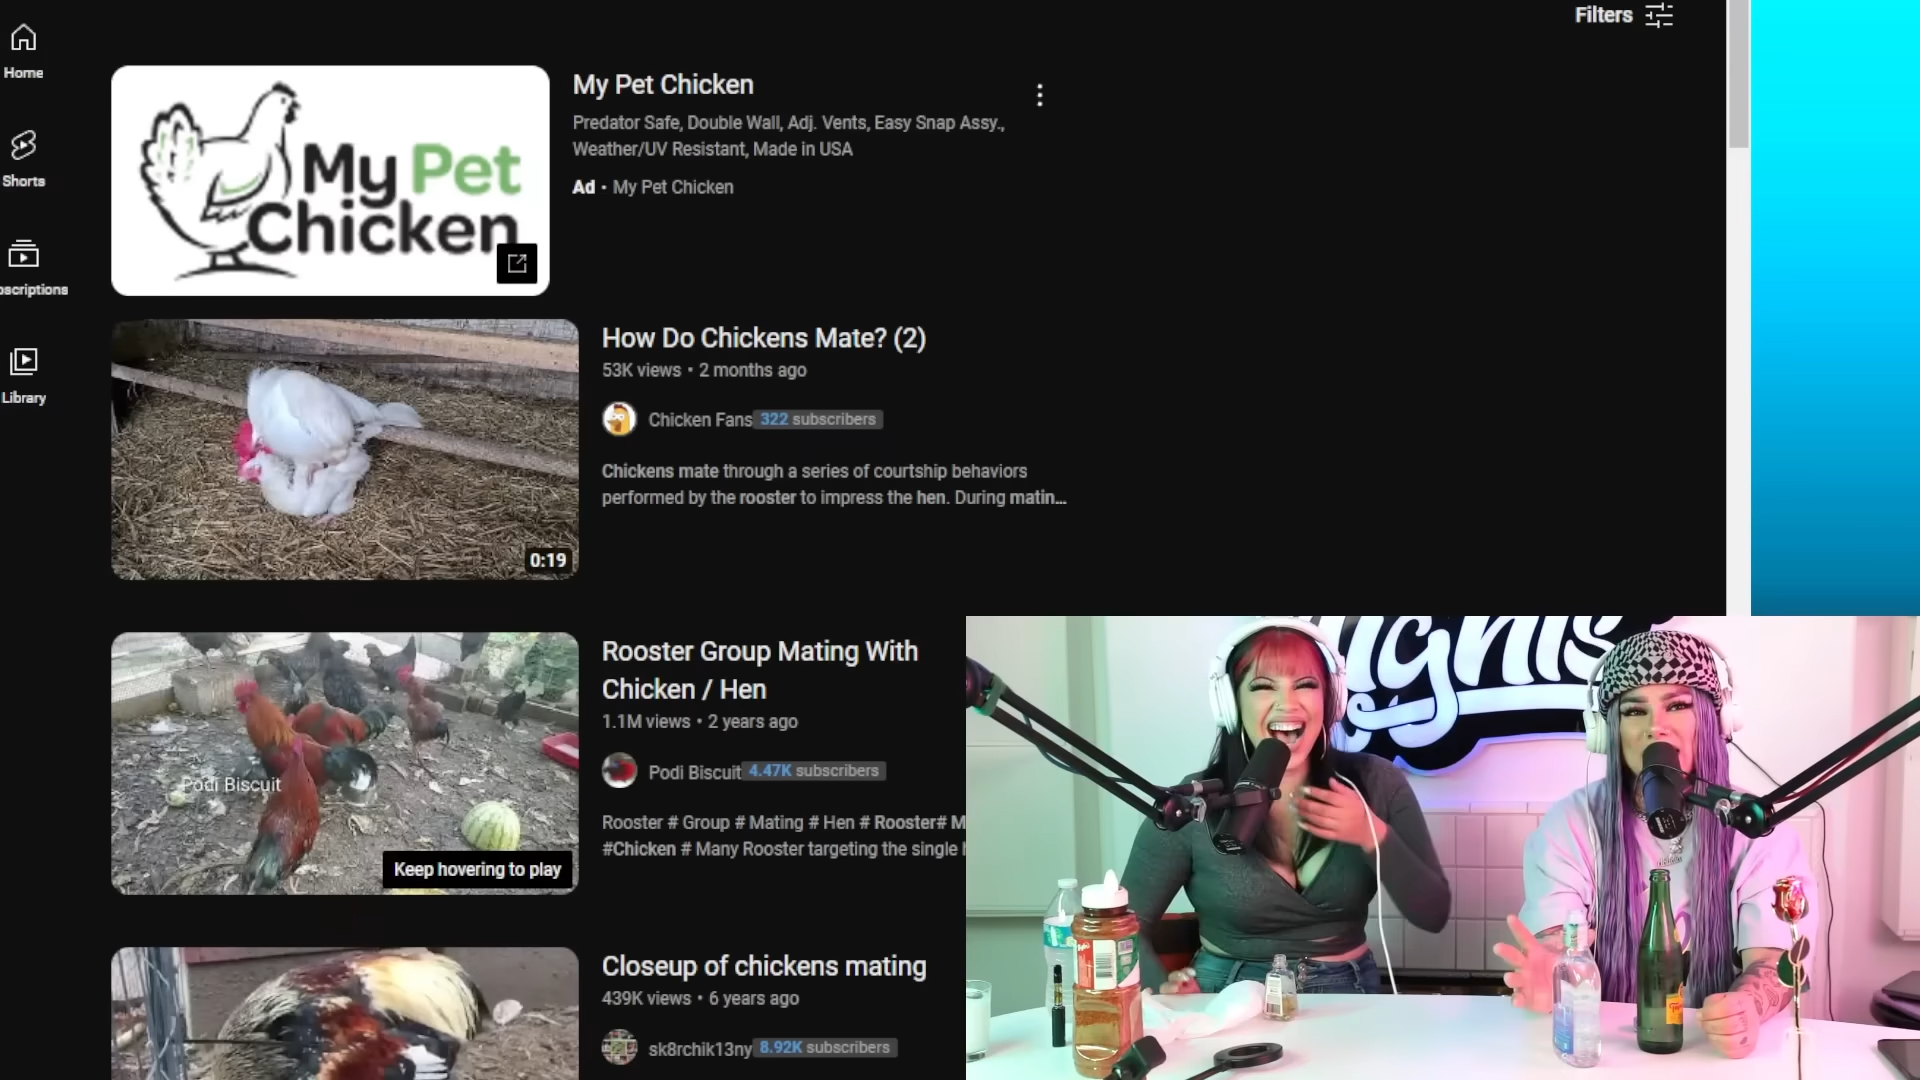 Filters
Home
Shorts
bscriptions
Library
My Pet
Chicken
My Pet Chicken
Predator Safe, Double Wall, Adj. Vents, Easy Snap Assy.,
Weather/UV Resistant, Made in USA
Ad • My Pet Chicken
How Do Chickens Mate? (2)
53K views • 2 months ago
Chicken Fans 322 subscribers
Chickens mate through a series of courtship behaviors
performed by the rooster to impress the hen. During matin...
0:19
Rooster Group Mating With
Chicken / Hen
1.1M views • 2 years ago
Podi Biscuit 4.47K subscribers
Rooster # Group # Mating # Hen # Rooster# M
#Chicken # Many Rooster targeting the single
Podi Biscuit
Keep hovering to play
Closeup of chickens mating
439K views • 6 years ago
sk8rchik13ny 8.92K subscribers